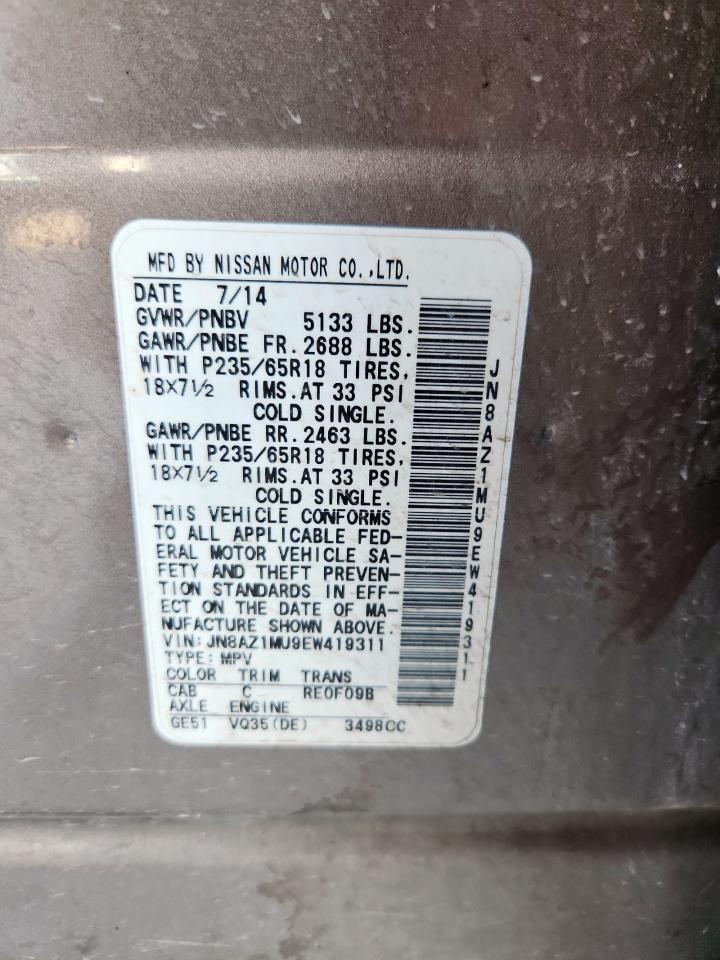 MFD BY NISSAN MOTOR CO.,LTD.
DATE 7/14
GVWR/PNBV 5133 LBS.
GAWR/PNBE FR. 2688 LBS.
WITH P235/65R18 TIRES,
18X7½ RIMS. AT 33 PSI
COLD SINGLE.
GAWR/PNBE RR. 2463 LBS.
WITH P235/65R18 TIRES,
18X7½ RIMS. AT 33 PSI
COLD SINGLE.
THIS VEHICLE CONFORMS
TO ALL APPLICABLE FED-
ERAL MOTOR VEHICLE SA-
FETY AND THEFT PREVEN-
TION STANDARDS IN EFF-
ECT ON THE DATE OF MA-
NUFACTURE SHOWN ABOVE.
VIN: JN8AZ1MU9EW419311
TYPE: MPV
COLOR TRIM TRANS
CAB C RE0F09B
AXLE ENGINE
GE51 VQ35(DE) 3498CC
JN8AZ1MU9EW419311